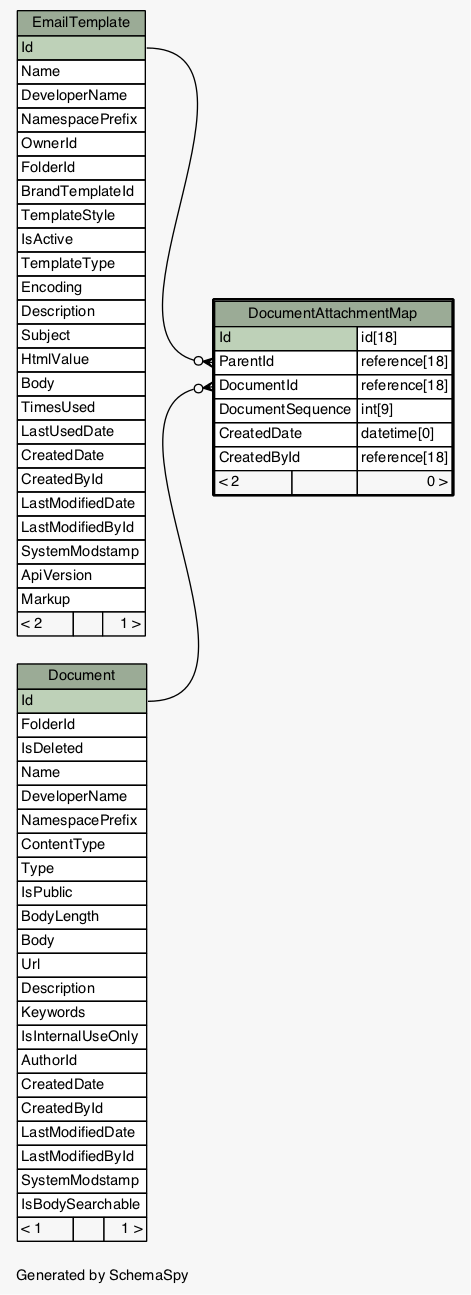 EmailTemplate
Id
Name
DeveloperName
NamespacePrefix
OwnerId
FolderId
BrandTemplateId
TemplateStyle
IsActive
TemplateType
Encoding
Description
Subject
HtmlValue
Body
TimesUsed
LastUsedDate
CreatedDate
CreatedById
LastModifiedDate
LastModifiedById
SystemModstamp
ApiVersion
Markup
< 2 1 >
DocumentAttachmentMap
Id id[18]
ParentId reference[18]
DocumentId reference[18]
DocumentSequence int[9]
CreatedDate datetime[0]
CreatedById reference[18]
< 2 0 >
Document
Id
FolderId
IsDeleted
Name
DeveloperName
NamespacePrefix
ContentType
Type
IsPublic
BodyLength
Body
Url
Description
Keywords
IsInternalUseOnly
AuthorId
CreatedDate
CreatedById
LastModifiedDate
LastModifiedById
SystemModstamp
IsBodySearchable
< 1 1 >
Generated by SchemaSpy